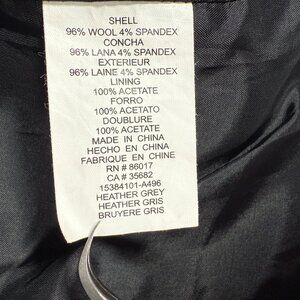 SHELL
96% WOOL 4% SPANDEX
CONCHA
96% LANA 4% SPANDEX
EXTERIEUR
96% LAINE 4% SPANDEX
LINING
100% ACETATE
FORRO
100% ACETATO
DOUBLURE
100% ACETATE
MADE IN CHINA
HECHO EN CHINA
FABRIQUE EN CHINE
RN # 86017
CA # 35682
15384101-A496
HEATHER GREY
HEATHER GRIS
BRUYERE GRIS